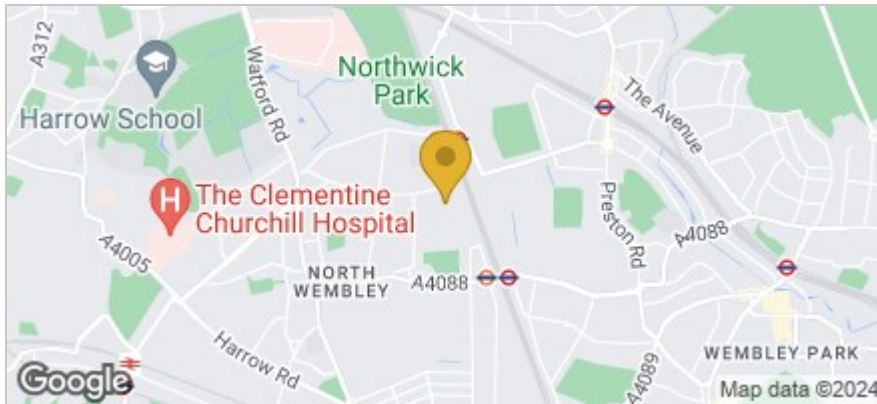 A312
Watford Rd
Northwick
Park
The Avenue
Harrow School
H
The Clementine
Churchill Hospital
Preston Rd
A4088
A4005
NORTH
WEMBLEY
A4088
Harrow Rd
WEMBLEY PARK
A4089
Google
Map data ©2024